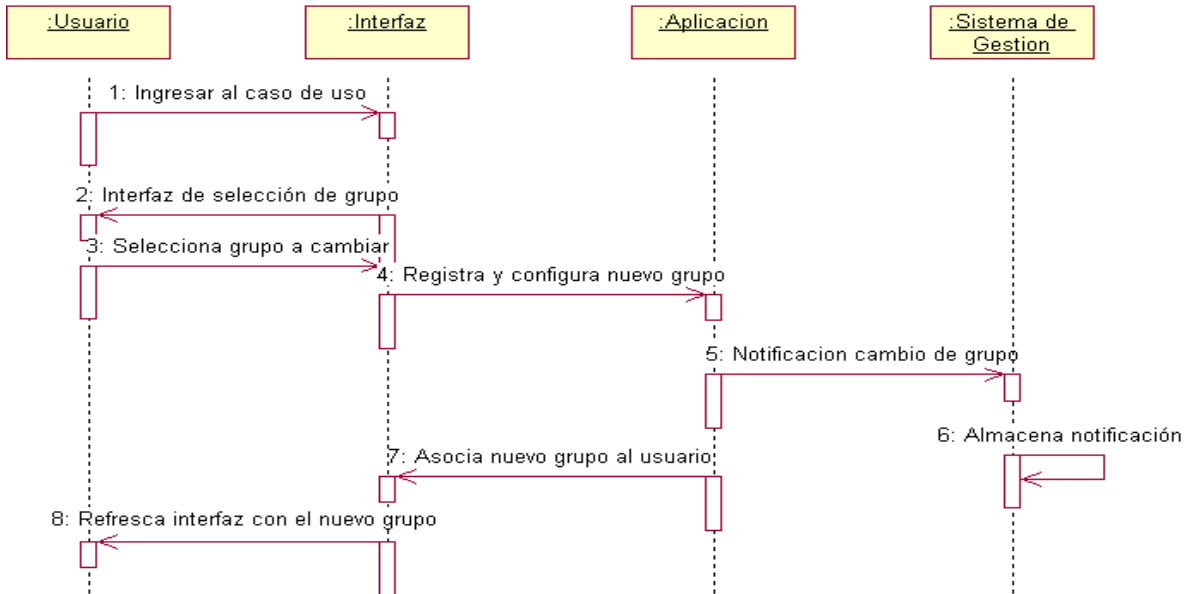 :Usuario
:Interfaz
:Aplicacion
:Sistema de
Gestion
1: Ingresar al caso de uso
2: Interfaz de selección de grupo
3: Selecciona grupo a cambiar
4: Registra y configura nuevo grupo
5: Notificacion cambio de grupo
6: Almacena notificación
7: Asocia nuevo grupo al usuario
8: Refresca interfaz con el nuevo grupo